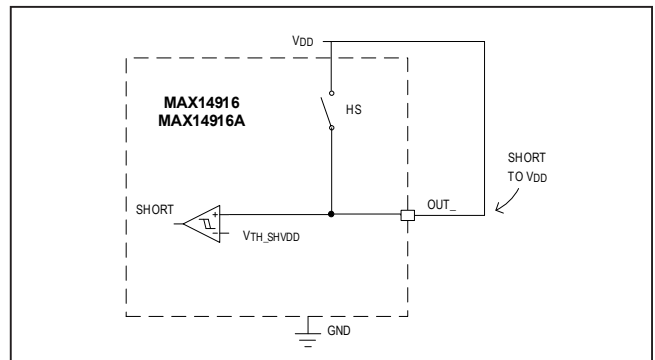 VDD
MAX14916
MAX14916A
HS
SHORT
TO VDD
OUT_
SHORT
+
−
VTH_SHVDD
GND